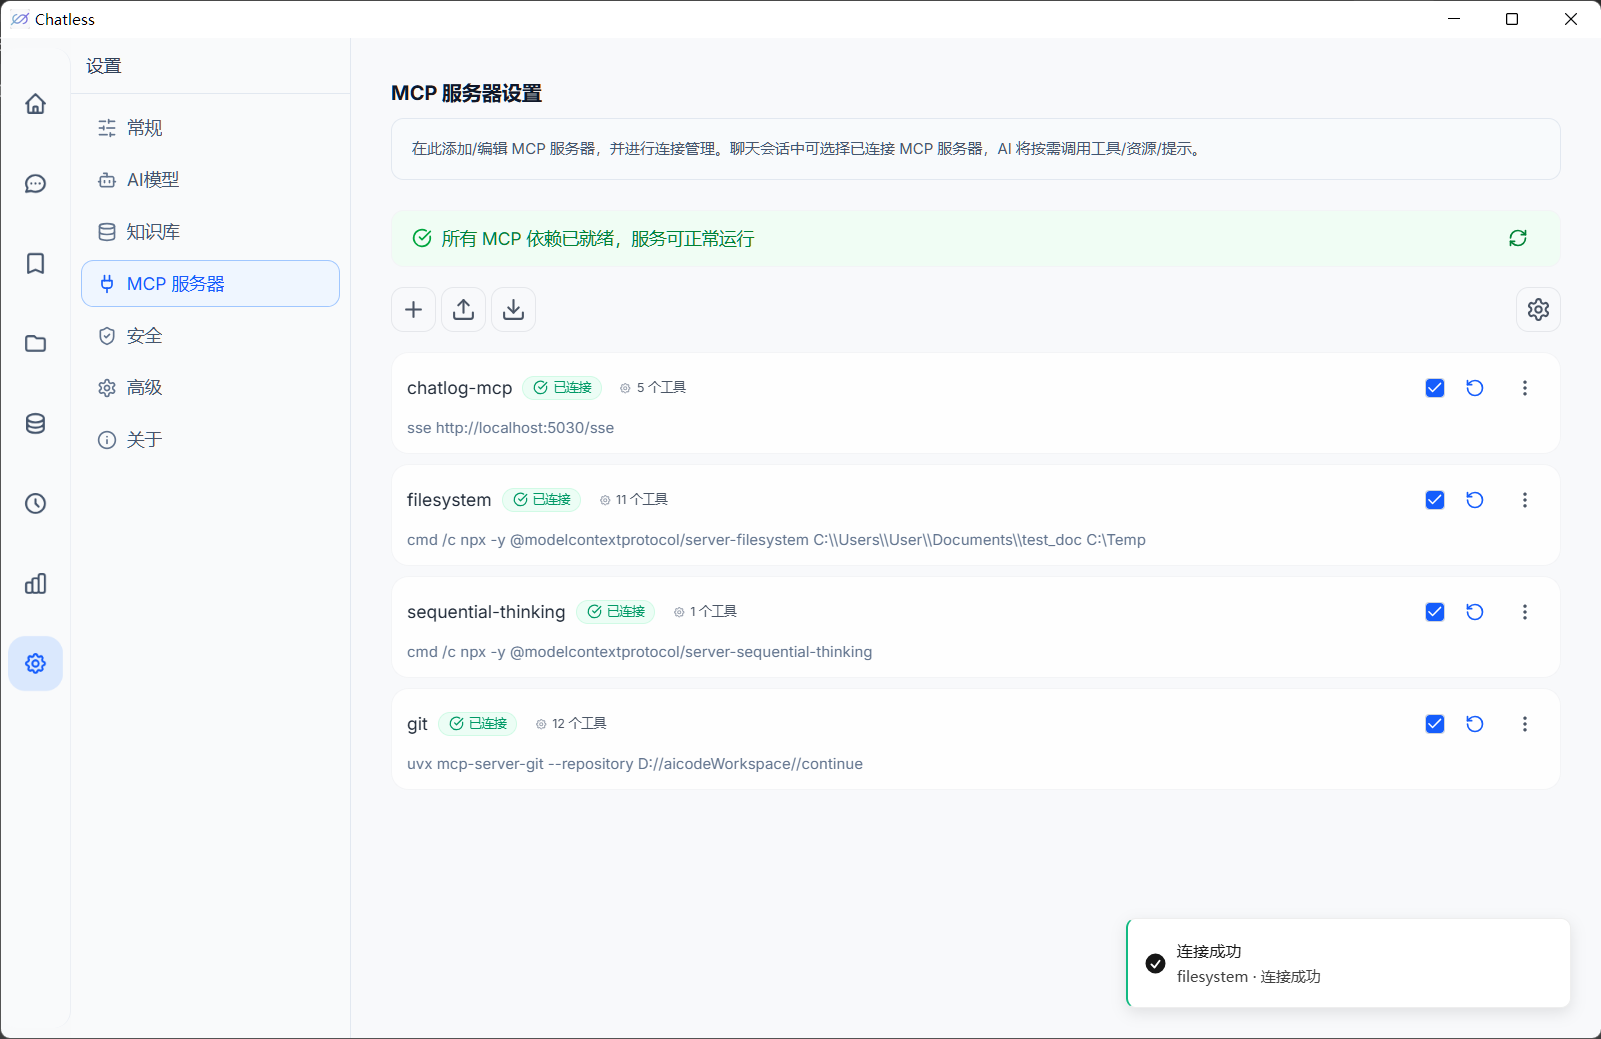 Chatless
设置
常规
AI模型
知识库
MCP 服务器
安全
高级
关于
MCP 服务器设置
在此添加/编辑 MCP 服务器，并进行连接管理。聊天会话中可选择已连接 MCP 服务器，AI 将按需调用工具/资源/提示。
所有 MCP 依赖已就绪，服务可正常运行
chatlog-mcp 已连接 5 个工具
sse http://localhost:5030/sse
filesystem 已连接 11 个工具
cmd /c npx -y @modelcontextprotocol/server-filesystem C:\\Users\\User\\Documents\\test_doc C:\Temp
sequential-thinking 已连接 1 个工具
cmd /c npx -y @modelcontextprotocol/server-sequential-thinking
git 已连接 12 个工具
uvx mcp-server-git --repository D://aicodeWorkspace//continue
连接成功
filesystem · 连接成功